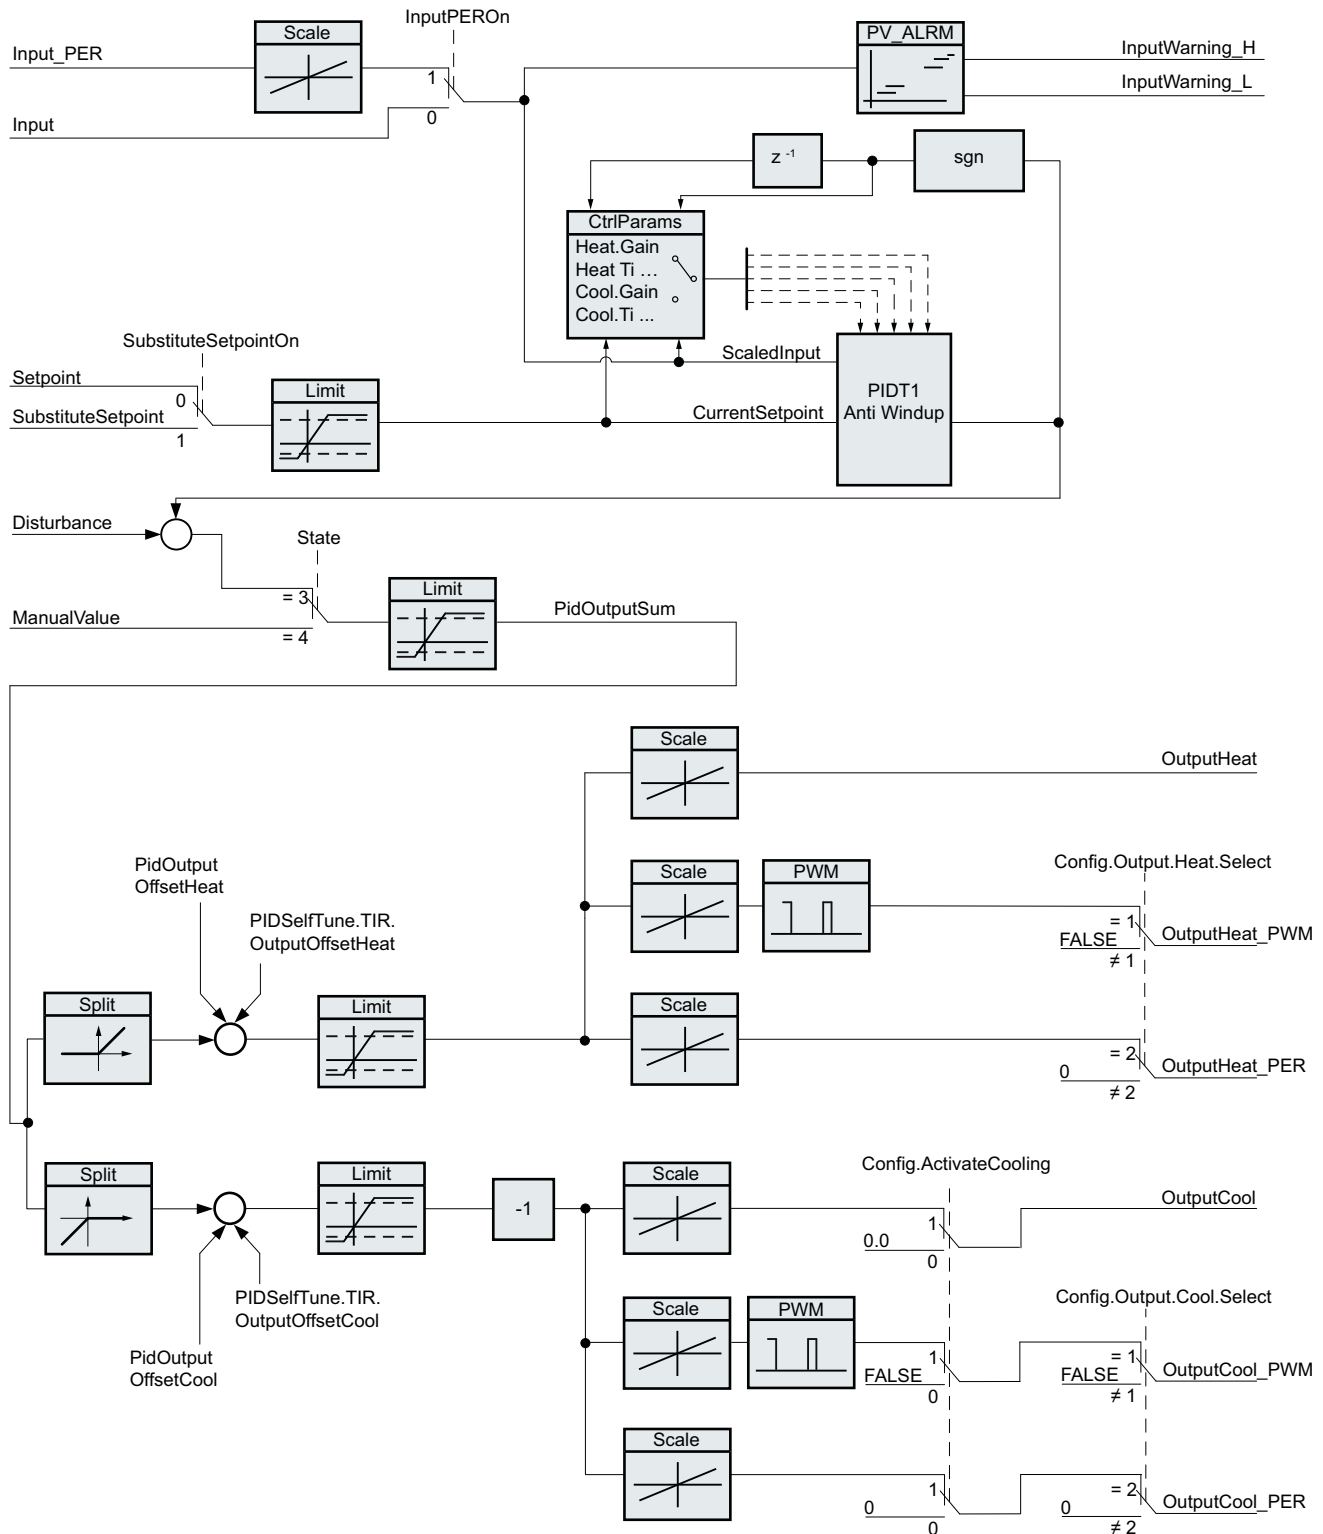 InputPEROn
Scale
PV_ALRM
Input_PER
InputWarning_H
1
InputWarning_L
0
Input
z -1
sgn
CtrlParams
Heat.Gain
Heat Ti ...
Cool.Gain
Cool.Ti ...
SubstituteSetpointOn
ScaledInput
Setpoint
0
Limit
PIDT1
Anti Windup
SubstituteSetpoint
CurrentSetpoint
1
Disturbance
State
Limit
= 3
PidOutputSum
ManualValue
= 4
Scale
OutputHeat
PidOutput
OffsetHeat
Scale
PWM
Config.Output.Heat.Select
PIDSelfTune.TIR.
OutputOffsetHeat
= 1
OutputHeat_PWM
FALSE
≠ 1
Split
Limit
Scale
= 2
OutputHeat_PER
0
≠ 2
Split
Limit
-1
Scale
Config.ActivateCooling
OutputCool
1
0.0
0
PIDSelfTune.TIR.
OutputOffsetCool
PidOutput
OffsetCool
Scale
PWM
Config.Output.Cool.Select
1
FALSE
0
= 1
FALSE
≠ 1
OutputCool_PWM
Scale
1
0
0
= 2
0
≠ 2
OutputCool_PER